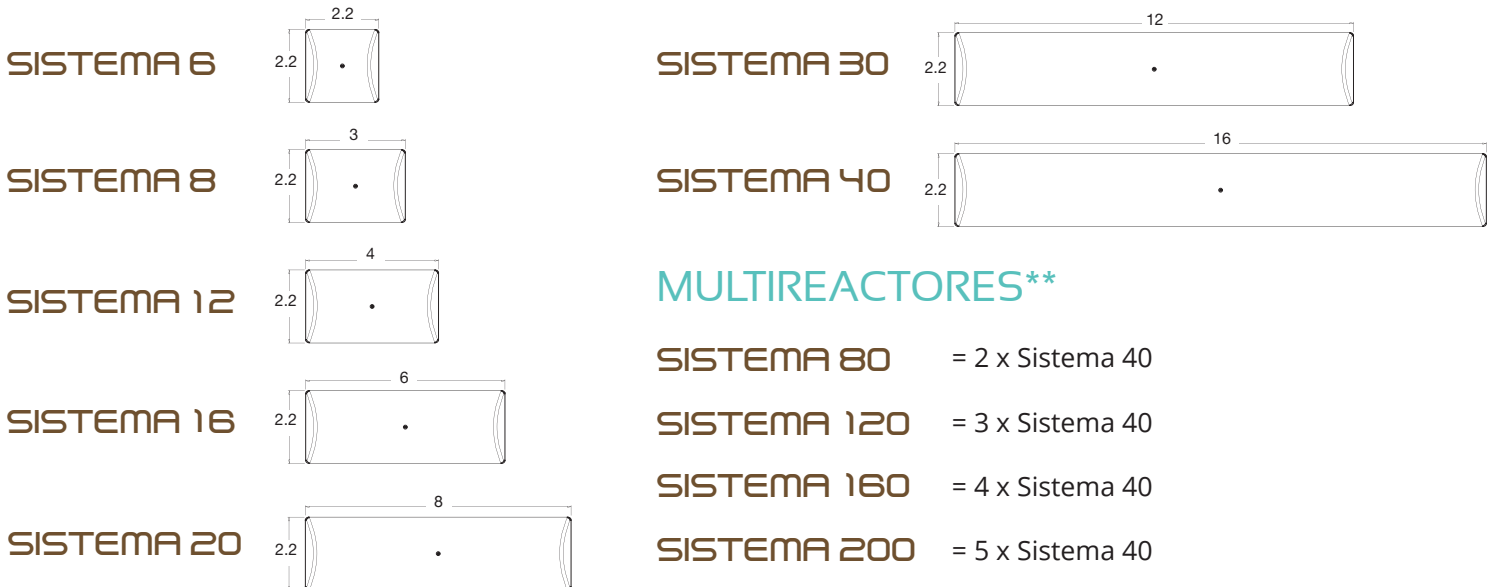 2.2
SISTEMA 6
2.2
3
SISTEMA 8
2.2
4
SISTEMA 12
2.2
6
SISTEMA 16
2.2
8
SISTEMA 20
2.2
12
SISTEMA 30
2.2
16
SISTEMA 40
2.2
MULTIREACTORES**
SISTEMA 80 = 2 x Sistema 40
SISTEMA 120 = 3 x Sistema 40
SISTEMA 160 = 4 x Sistema 40
SISTEMA 200 = 5 x Sistema 40